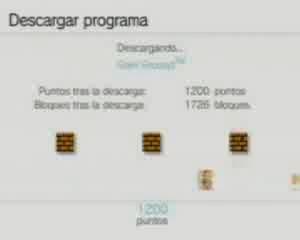 Descargar programa
Descargando...
Puntos tras la descarga: 1200 puntos
Bloques tras la descarga: 1726 bloques
1200
puntos